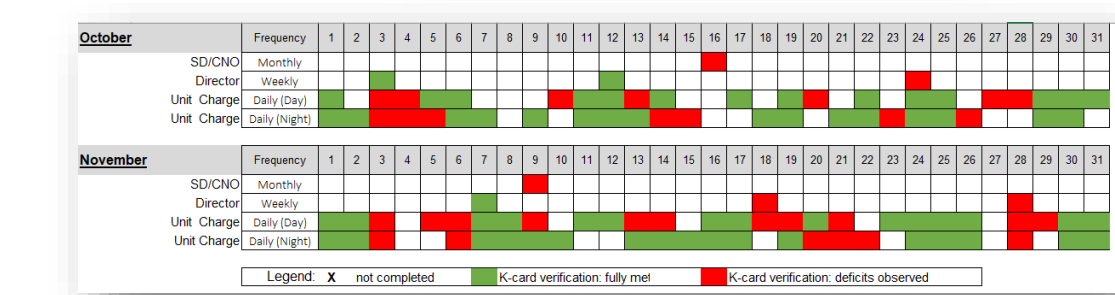 October Frequency 1 2 3 4 5 6 7 8 9 10 11 12 13 14 15 16 17 18 19 20 21 22 23 24 25 26 27 28 29 30 31
SD/CNO Monthly
Director Weekly
Unit Charge Daily (Day)
Unit Charge Daily (Night)
November Frequency 1 2 3 4 5 6 7 8 9 10 11 12 13 14 15 16 17 18 19 20 21 22 23 24 25 26 27 28 29 30 31
SD/CNO Monthly
Director Weekly
Unit Charge Daily (Day)
Unit Charge Daily (Night)
Legend: X not completed K-card verification: fully met K-card verification: deficits observed